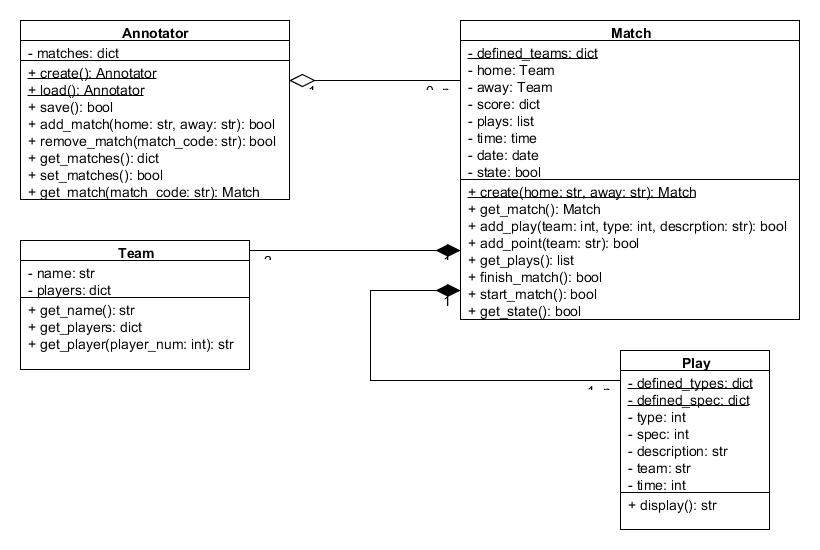 Annotator
- matches: dict
+ create(): Annotator
+ load(): Annotator
+ save(): bool
+ add_match(home: str, away: str): bool
+ remove_match(match_code: str): bool
+ get_matches(): dict
+ set_matches(): bool
+ get_match(match_code: str): Match
Match
- defined_teams: dict
- home: Team
- away: Team
- score: dict
- plays: list
- time: time
- date: date
- state: bool
+ create(home: str, away: str): Match
+ get_match(): Match
+ add_play(team: int, type: int, descrption: str): bool
+ add_point(team: str): bool
+ get_plays(): list
+ finish_match(): bool
+ start_match(): bool
+ get_state(): bool
Team
- name: str
- players: dict
+ get_name(): str
+ get_players: dict
+ get_player(player_num: int): str
1
Play
- defined_types: dict
- defined_spec: dict
- type: int
- spec: int
- description: str
- team: str
- time: int
+ display(): str